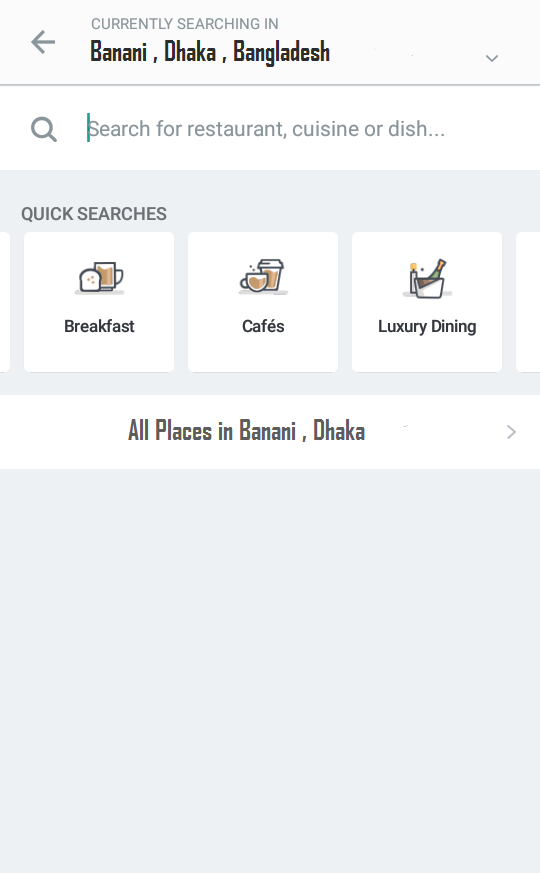 CURRENTLY SEARCHING IN
Banani , Dhaka , Bangladesh
Search for restaurant, cuisine or dish...
QUICK SEARCHES
Breakfast
Cafés
Luxury Dining
All Places in Banani , Dhaka